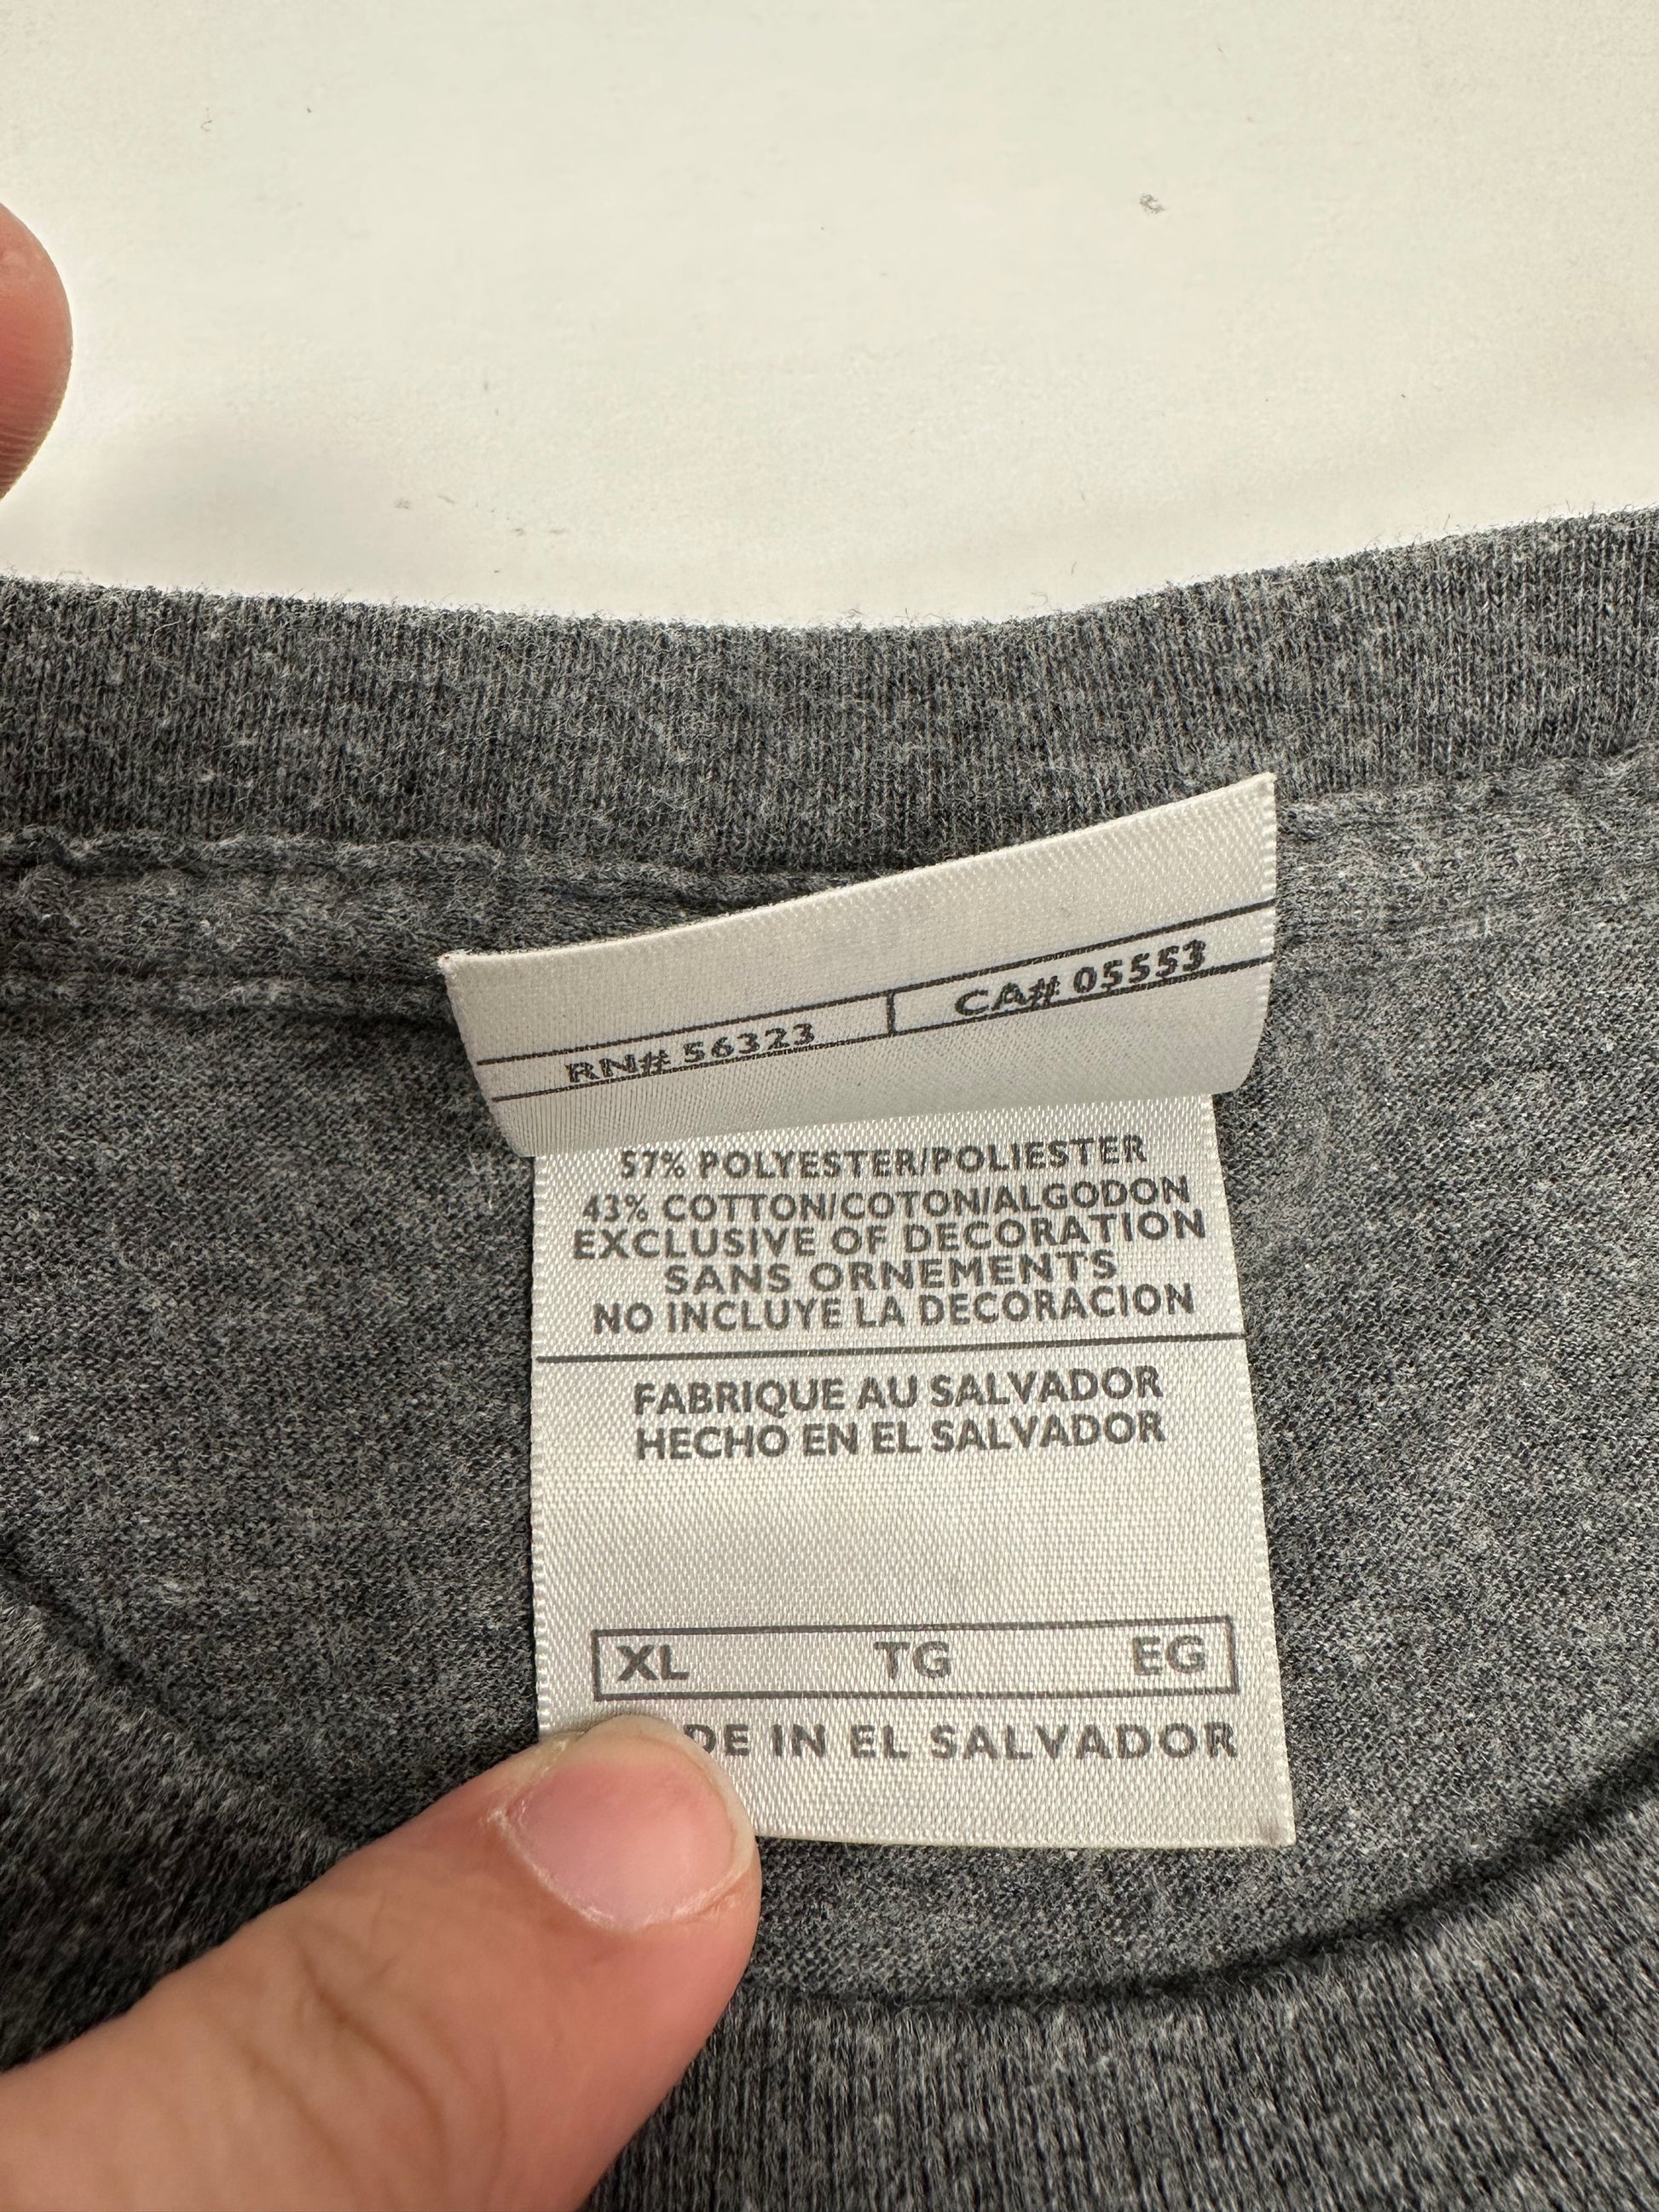 RN# 56323 CA# 05553
57% POLYESTER/POLIESTER
43% COTTON/COTON/ALGODON
EXCLUSIVE OF DECORATION
SANS ORNEMENTS
NO INCLUYE LA DECORACION
FABRIQUE AU SALVADOR
HECHO EN EL SALVADOR
XL TG EG
DE IN EL SALVADOR